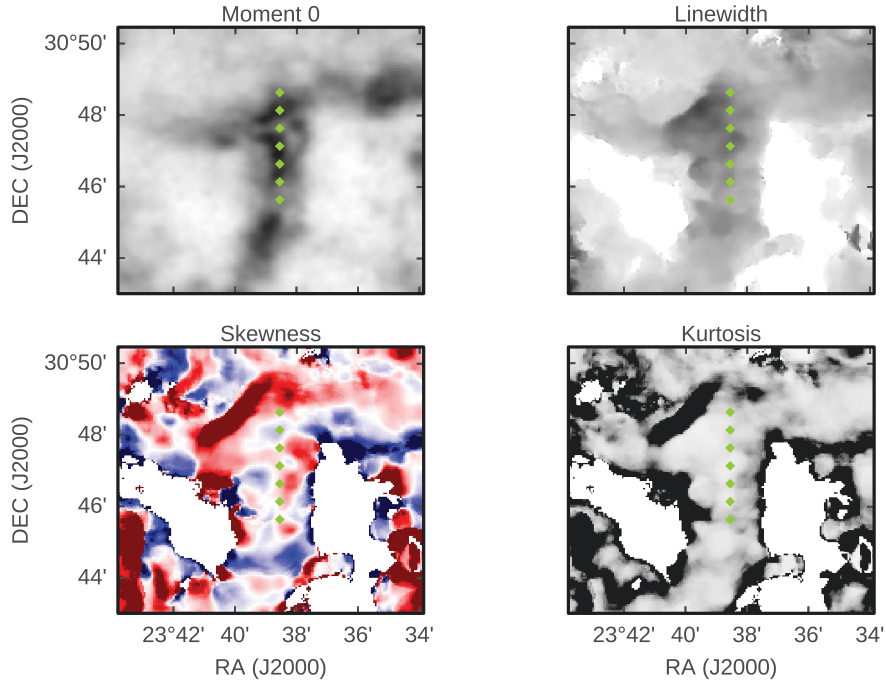 Moment 0
Linewidth
30°50'
48'
46'
44'
DEC (J2000)
Skewness
Kurtosis
30°50'
48'
46'
44'
DEC (J2000)
23°42' 40' 38' 36' 34'
23°42' 40' 38' 36' 34'
RA (J2000)
RA (J2000)